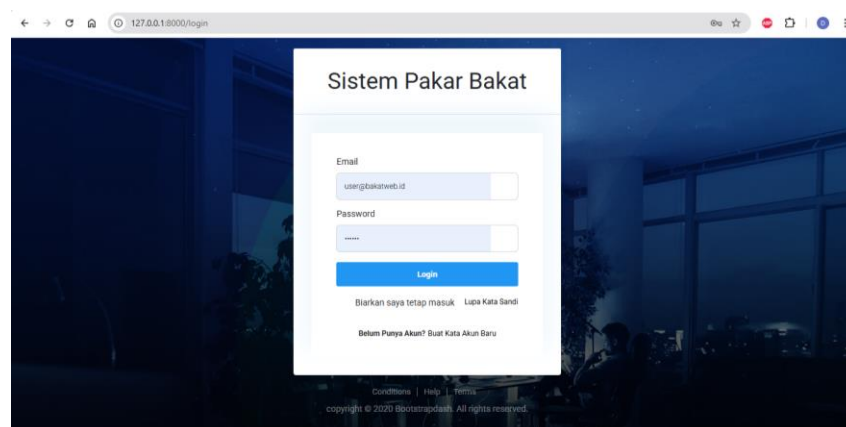 127.0.0.1:8000/login
Sistem Pakar Bakat
Email
user@bakatweb.id
Password
••••••
Login
Biarkan saya tetap masuk Lupa Kata Sandi
Belum Punya Akun? Buat Kata Akun Baru
Conditions | Help | Terms
copyright © 2020 Bootstrapdash. All rights reserved.